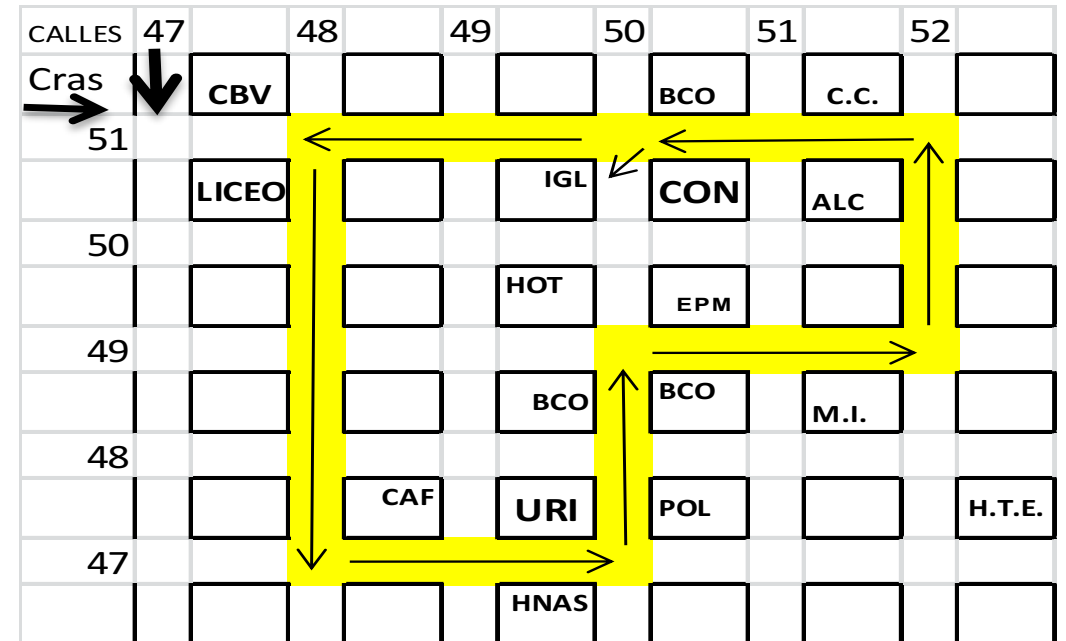 CALLES 47 48 49 50 51 52
Cras CBV BCO C.C.
51
LICEO IGL CON ALC
50
HOT EPM
49
BCO BCO M.I.
48
CAF URI POL H.T.E.
47
HNAS